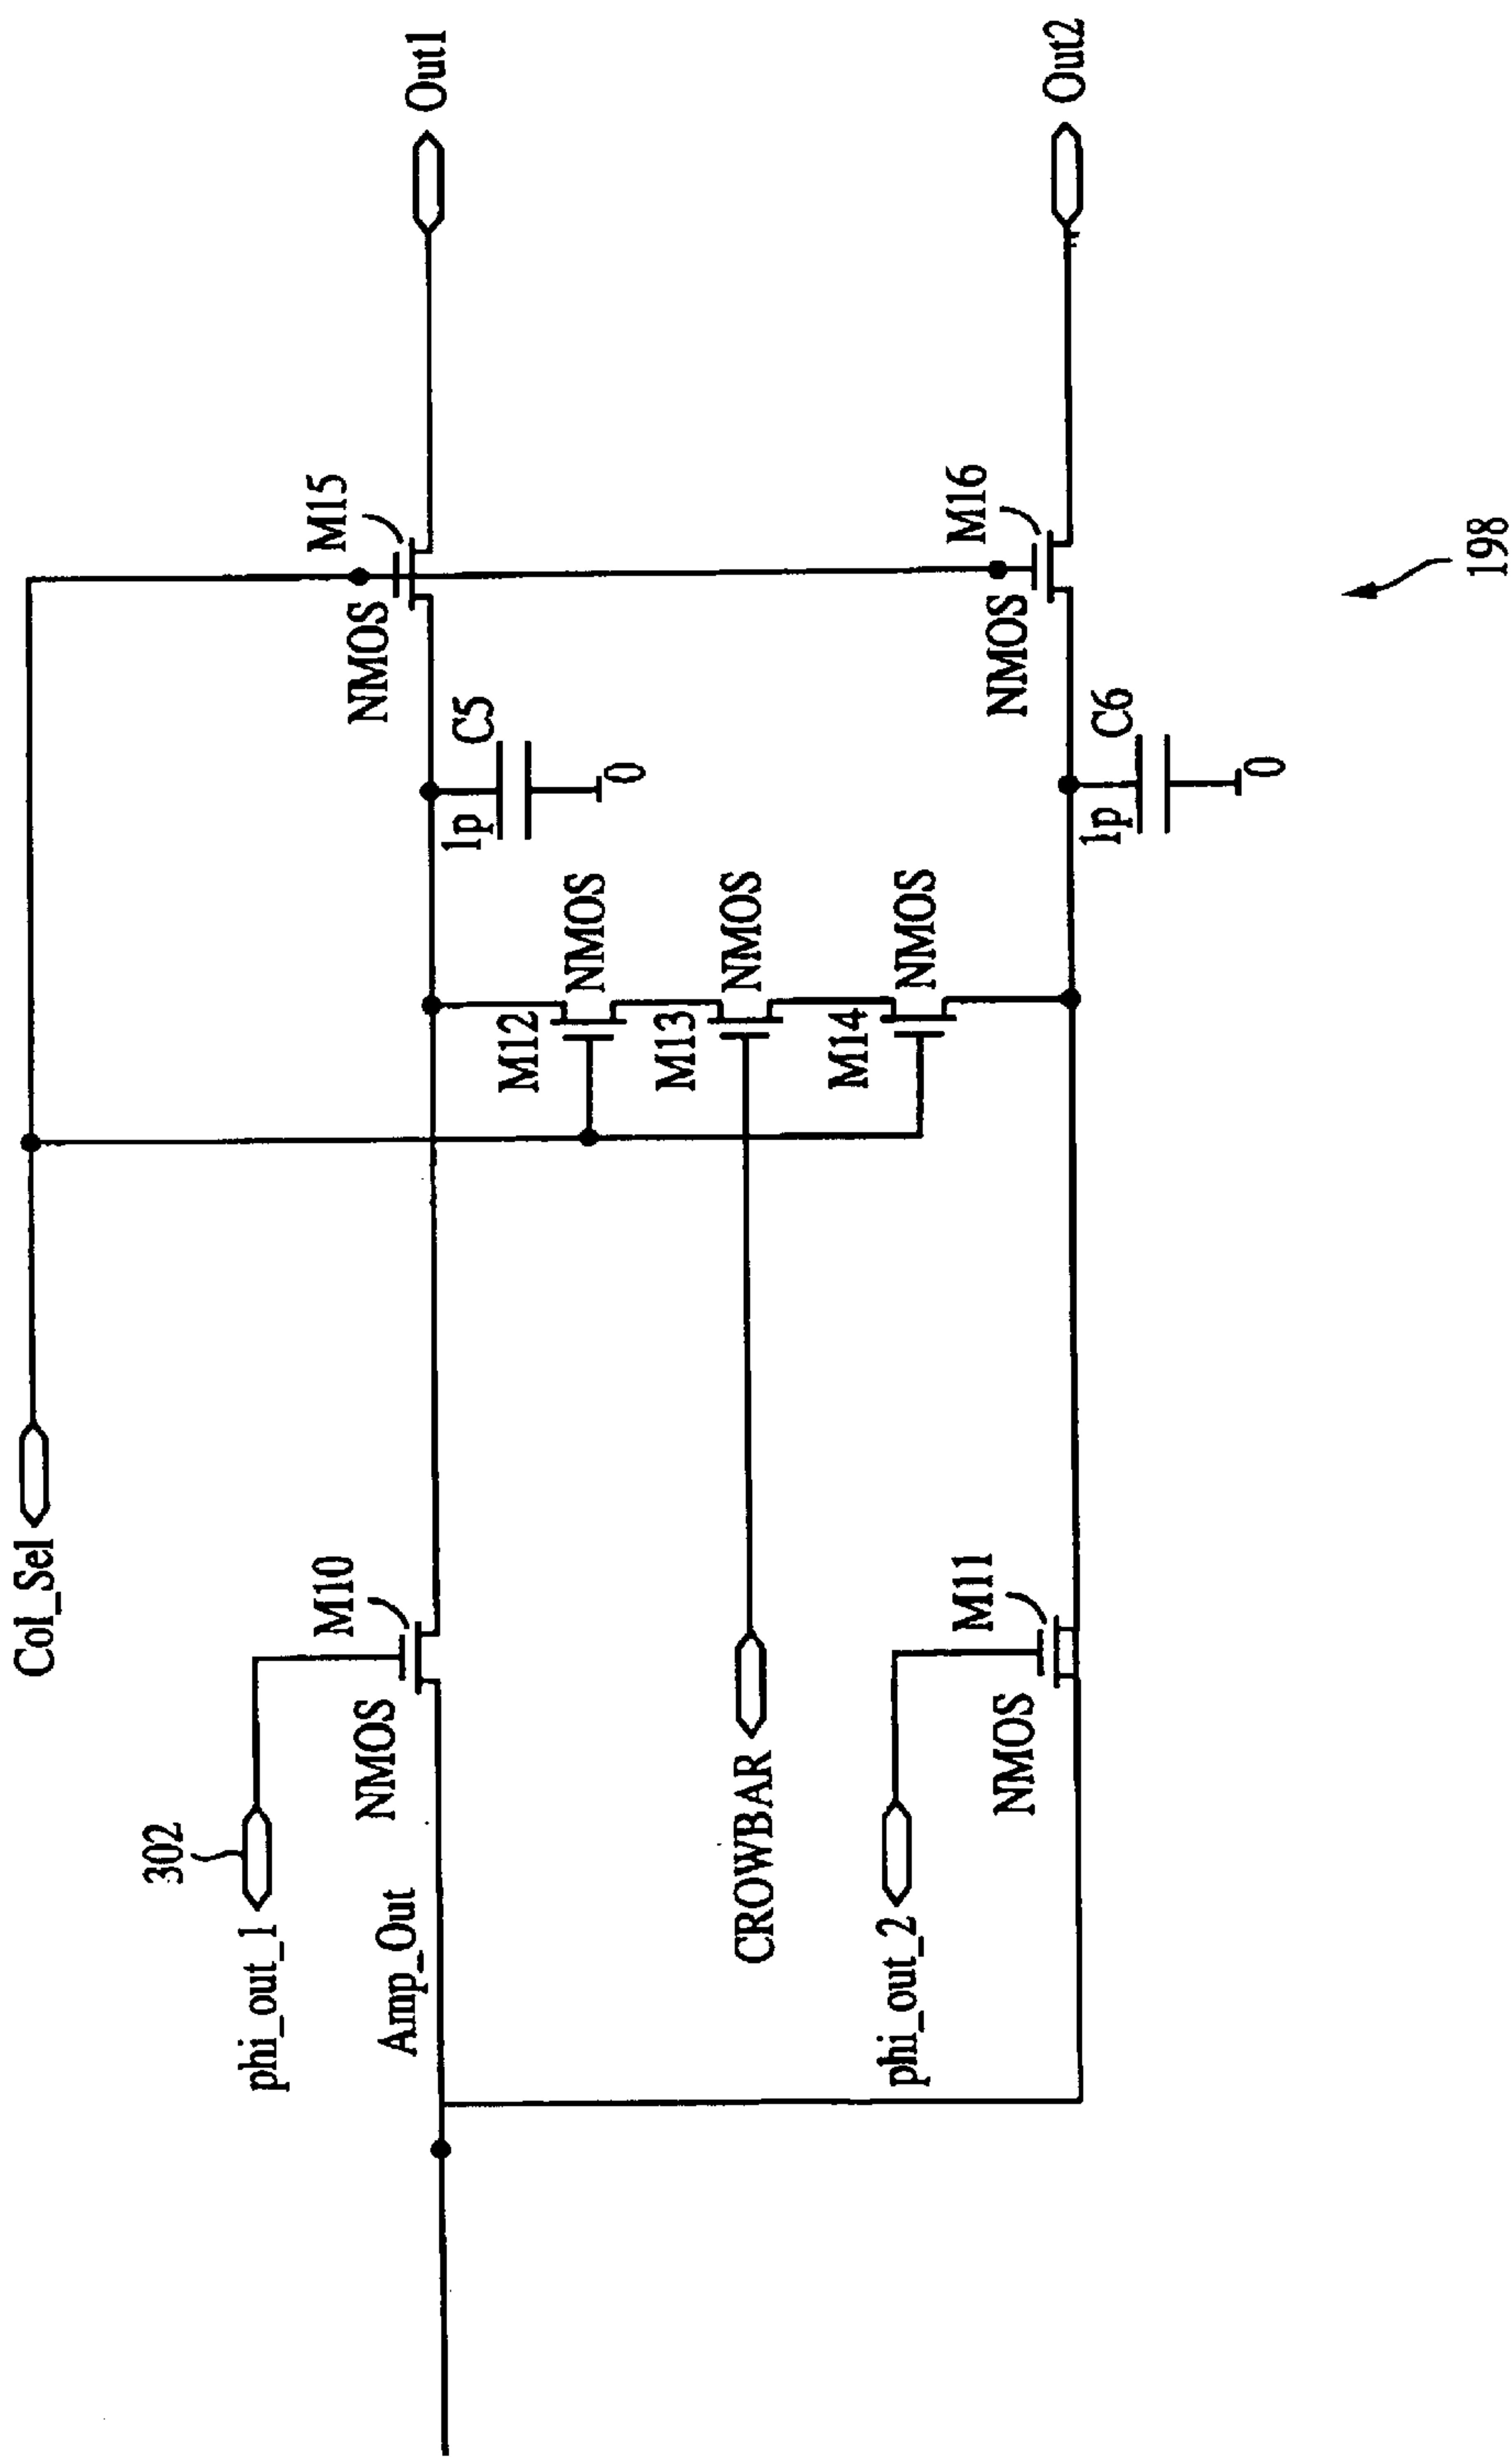 Col_Sel
302
phi_out_1
M10
NMOS
Amp_Out
M15
NMOS
Out1
1p
C5
0
M12
NMOS
M13
NMOS
M14
NMOS
CROWBAR
phi_out_2
M11
NMOS
M16
NMOS
Out2
1p
C6
0
198